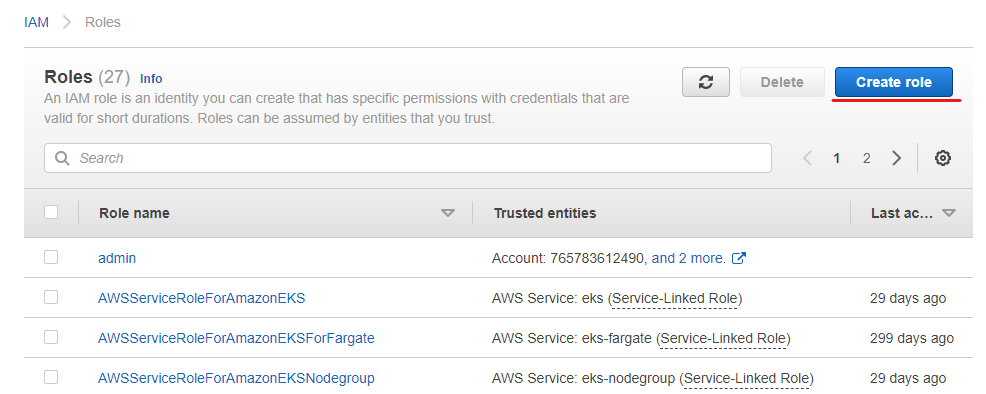 IAM Roles
Roles (27) Info
Delete
Create role
An IAM role is an identity you can create that has specific permissions with credentials that are
valid for short durations. Roles can be assumed by entities that you trust.
Search
1 2
Role name Trusted entities Last ac...
admin Account: 765783612490, and 2 more.
AWSServiceRoleForAmazonEKS AWS Service: eks (Service-Linked Role) 29 days ago
AWSServiceRoleForAmazonEKSForFargate AWS Service: eks-fargate (Service-Linked Role) 299 days ago
AWSServiceRoleForAmazonEKSNodegroup AWS Service: eks-nodegroup (Service-Linked Role) 29 days ago